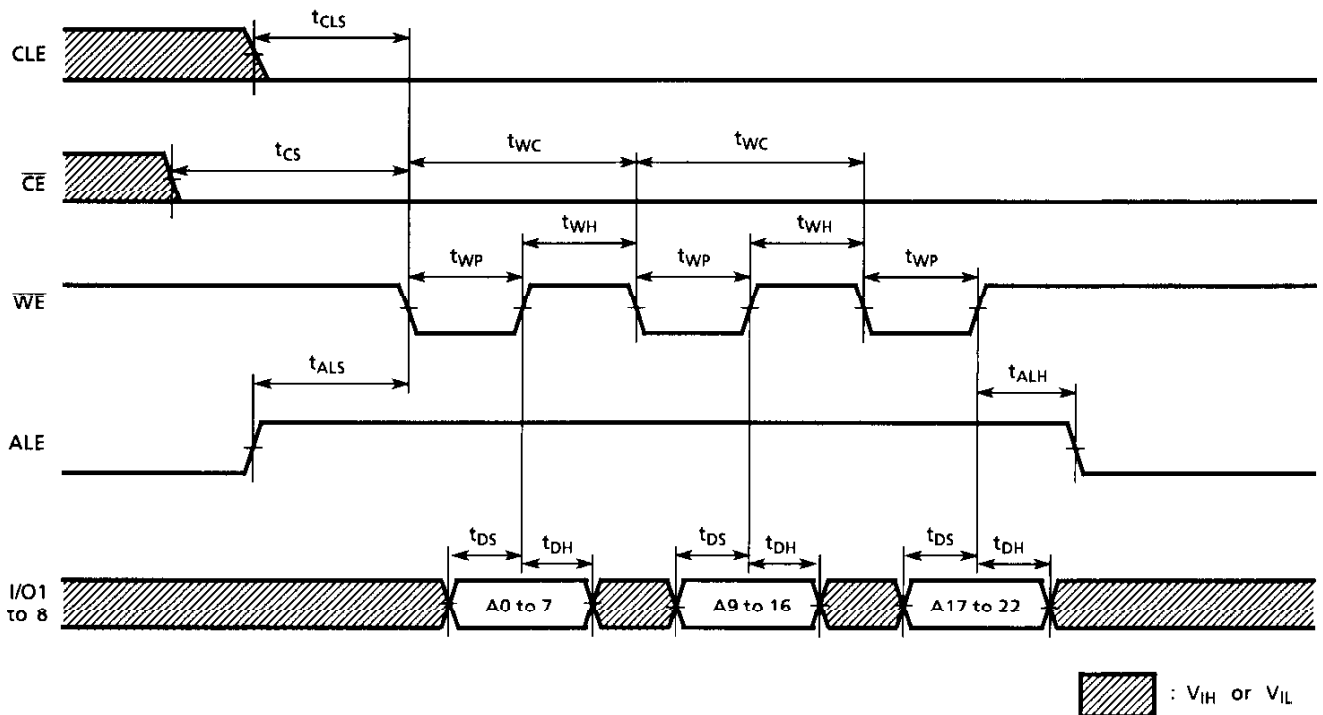 tCLS
CLE
tCS
tWC
tWC
CE
tWH
tWH
tWP
tWP
tWP
WE
tALS
tALH
ALE
tDS
tDH
tDS
tDH
tDS
tDH
I/O1
to 8
A0 to 7
A9 to 16
A17 to 22
: VIH or VIL